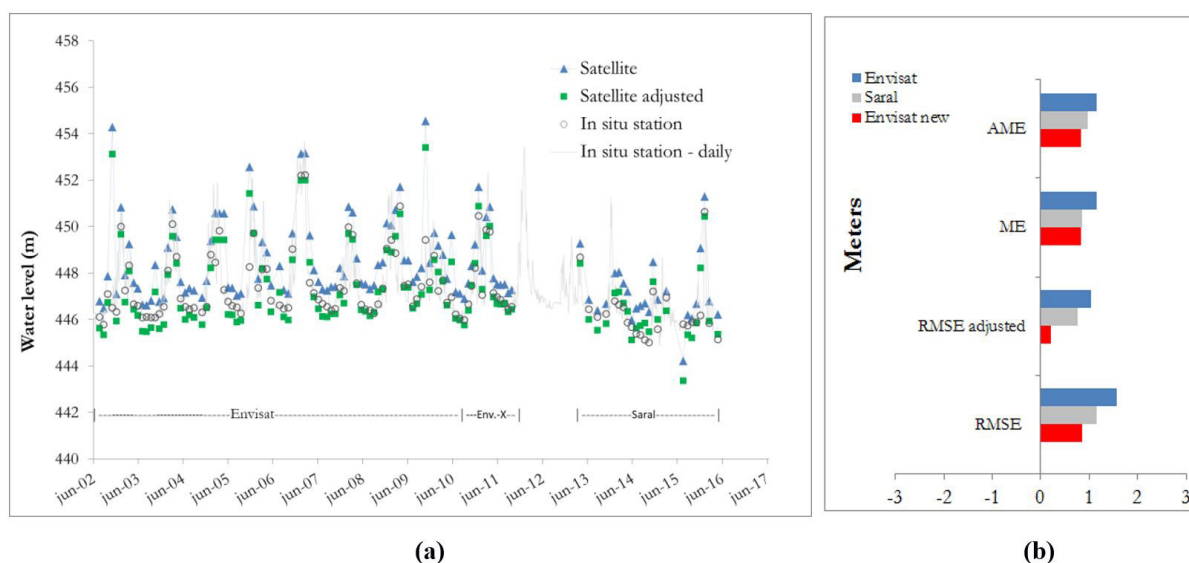 458
456
454
452
450
448
446
444
442
440
Water level (m)
Satellite
Satellite adjusted
In situ station
In situ station - daily
Envisat
Env.-X
Saral
jun-02
jun-03
jun-04
jun-05
jun-06
jun-07
jun-08
jun-09
jun-10
jun-11
jun-12
jun-13
jun-14
jun-15
jun-16
jun-17
(a)
Envisat
Saral
Envisat new
Meters
AME
ME
RMSE adjusted
RMSE
-3 -2 -1 0 1 2 3
(b)